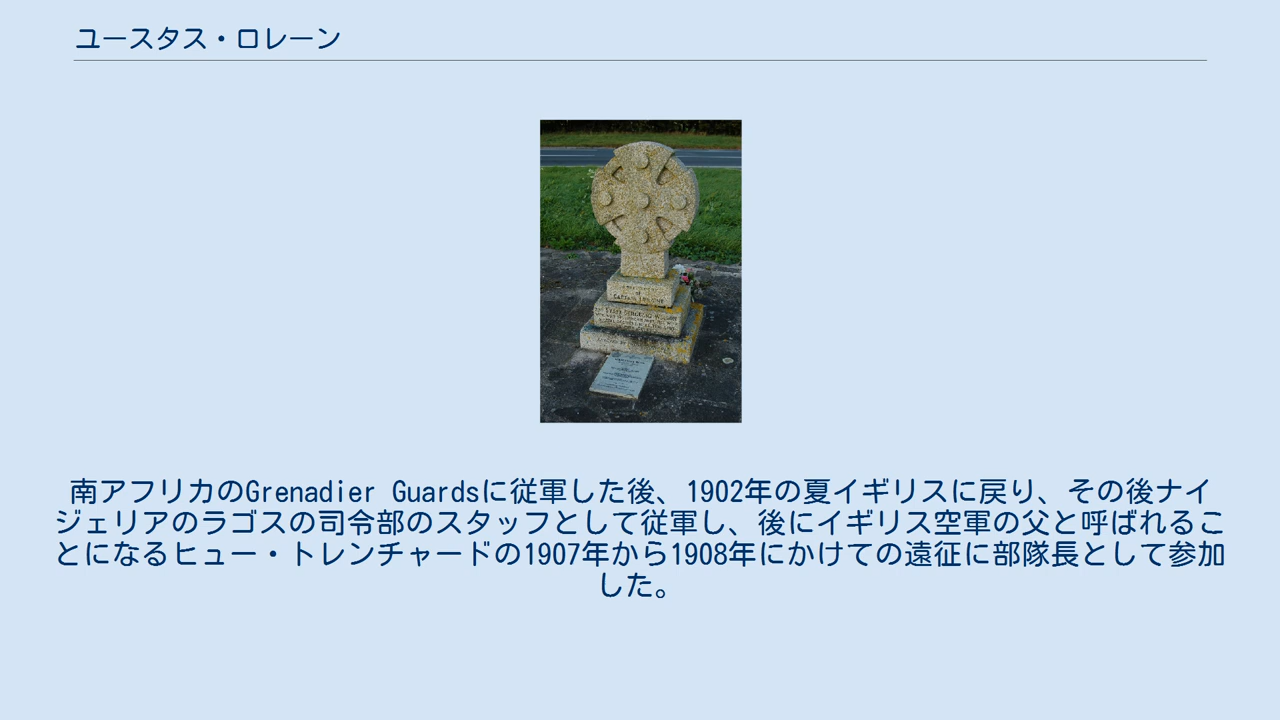 ユースタス・ロレーン
CAPTAIN LORAINE
南アフリカのGrenadier Guardsに従軍した後、1902年の夏イギリスに戻り、その後ナイ
ジェリアのラゴスの司令部のスタッフとして従軍し、後にイギリス空軍の父と呼ばれるこ
とになるヒュー・トレンチャードの1907年から1908年にかけての遠征に部隊長として参加
した。